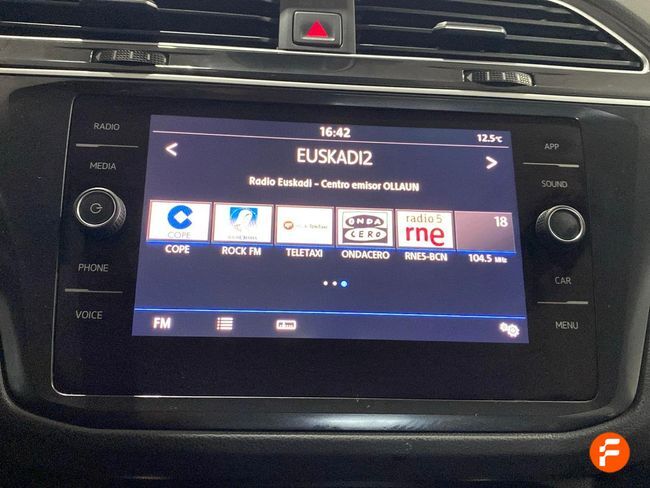 RADIO
MEDIA
PHONE
VOICE
16:42
12.5°C
< EUSKADI2 >
Radio Euskadi - Centro emisor OLLAUN
COPE
ONDA CERO
radio 5
rne
18
COPE
ROCK FM
TELETAXI
ONDACERO
RNE5-BCN
104.5 MHz
FM
APP
SOUND
CAR
MENU